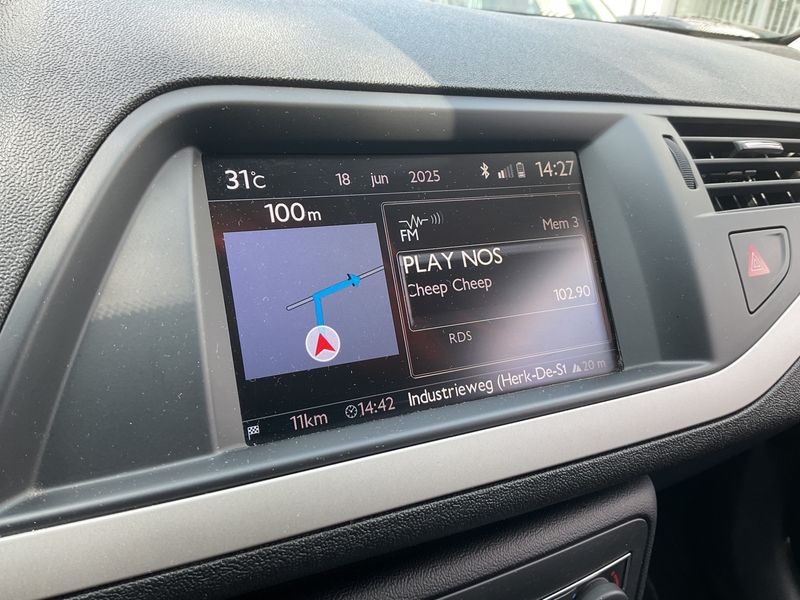 31°C 18 jun 2025 14:27
100m
FM Mem 3
PLAY NOS
Cheep Cheep
102.90
RDS
11km 14:42 Industrieweg (Herk-De-St 20 m